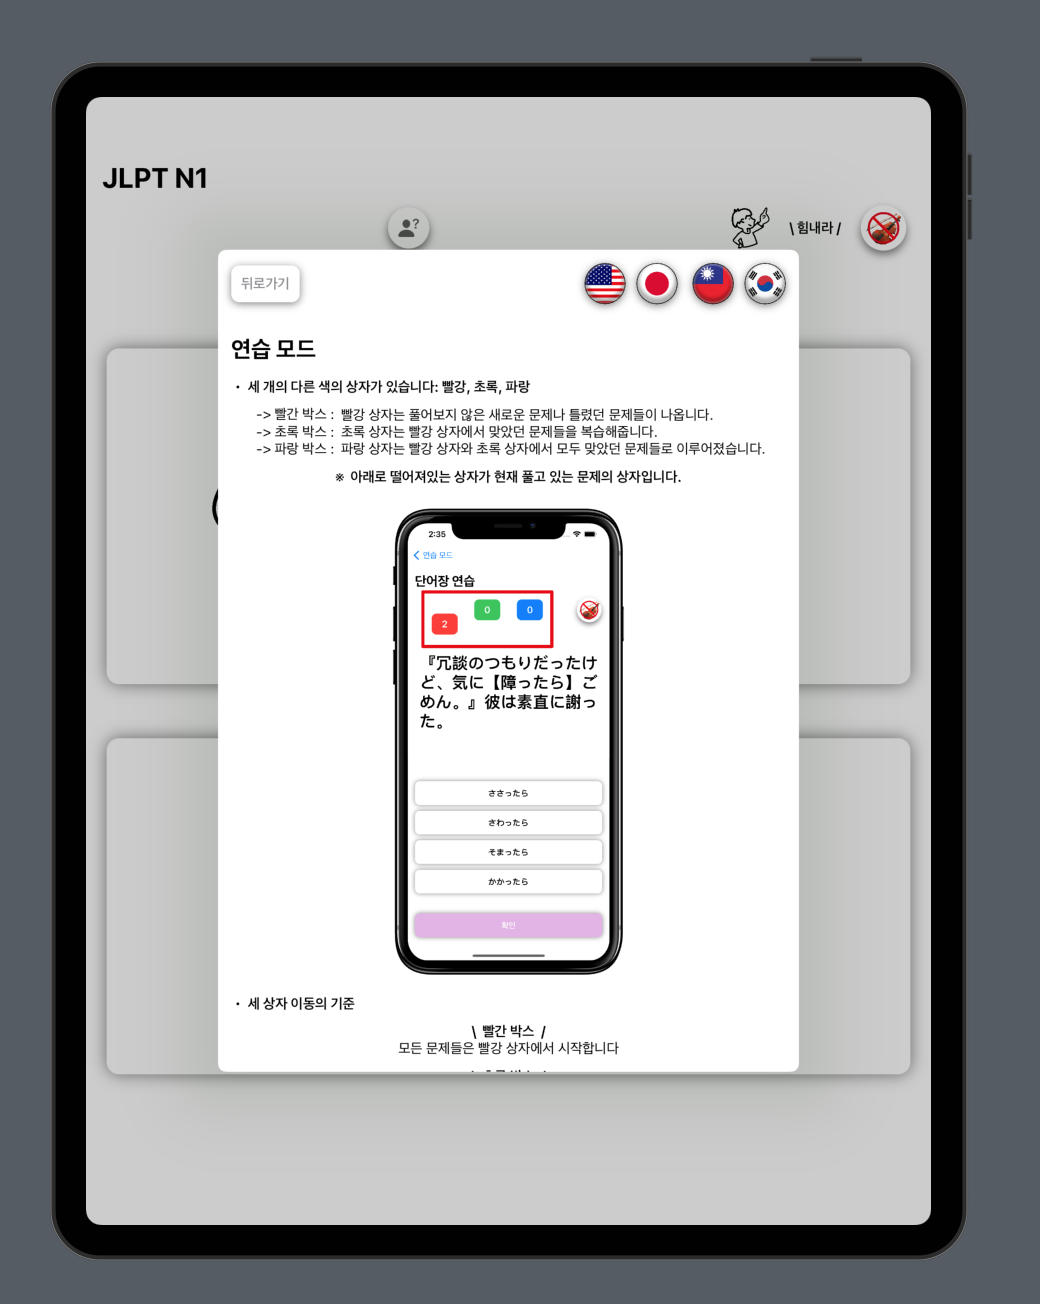 JLPT N1
?
\ 힘내라 /
뒤로가기
연습 모드
・ 세 개의 다른 색의 상자가 있습니다: 빨강, 초록, 파랑
-> 빨간 박스 : 빨강 상자는 풀어보지 않은 새로운 문제나 틀렸던 문제들이 나옵니다.
-> 초록 박스 : 초록 상자는 빨강 상자에서 맞았던 문제들을 복습해줍니다.
-> 파랑 박스 : 파랑 상자는 빨강 상자와 초록 상자에서 모두 맞았던 문제들로 이루어졌습니다.
※ 아래로 떨어져있는 상자가 현재 풀고 있는 문제의 상자입니다.
2:35
연습 모드
단어장 연습
2
0
0
『冗談のつもりだったけ
ど、気に【障ったら】ご
めん。』彼は素直に謝っ
た。
ささったら
さわったら
そまったら
かかったら
확인
・ 세 상자 이동의 기준
\ 빨간 박스 /
모든 문제들은 빨강 상자에서 시작합니다